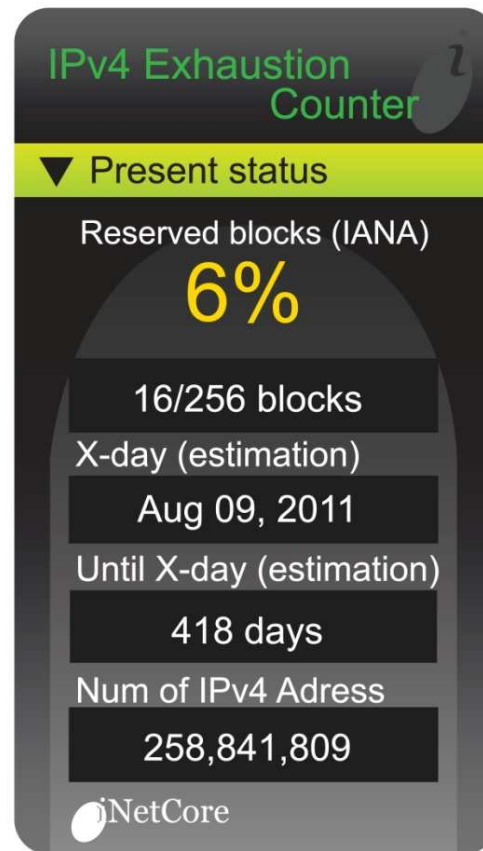 IPv4 Exhaustion
Counter
i
▼ Present status
Reserved blocks (IANA)
6%
16/256 blocks
X-day (estimation)
Aug 09, 2011
Until X-day (estimation)
418 days
Num of IPv4 Adress
258,841,809
iNetCore